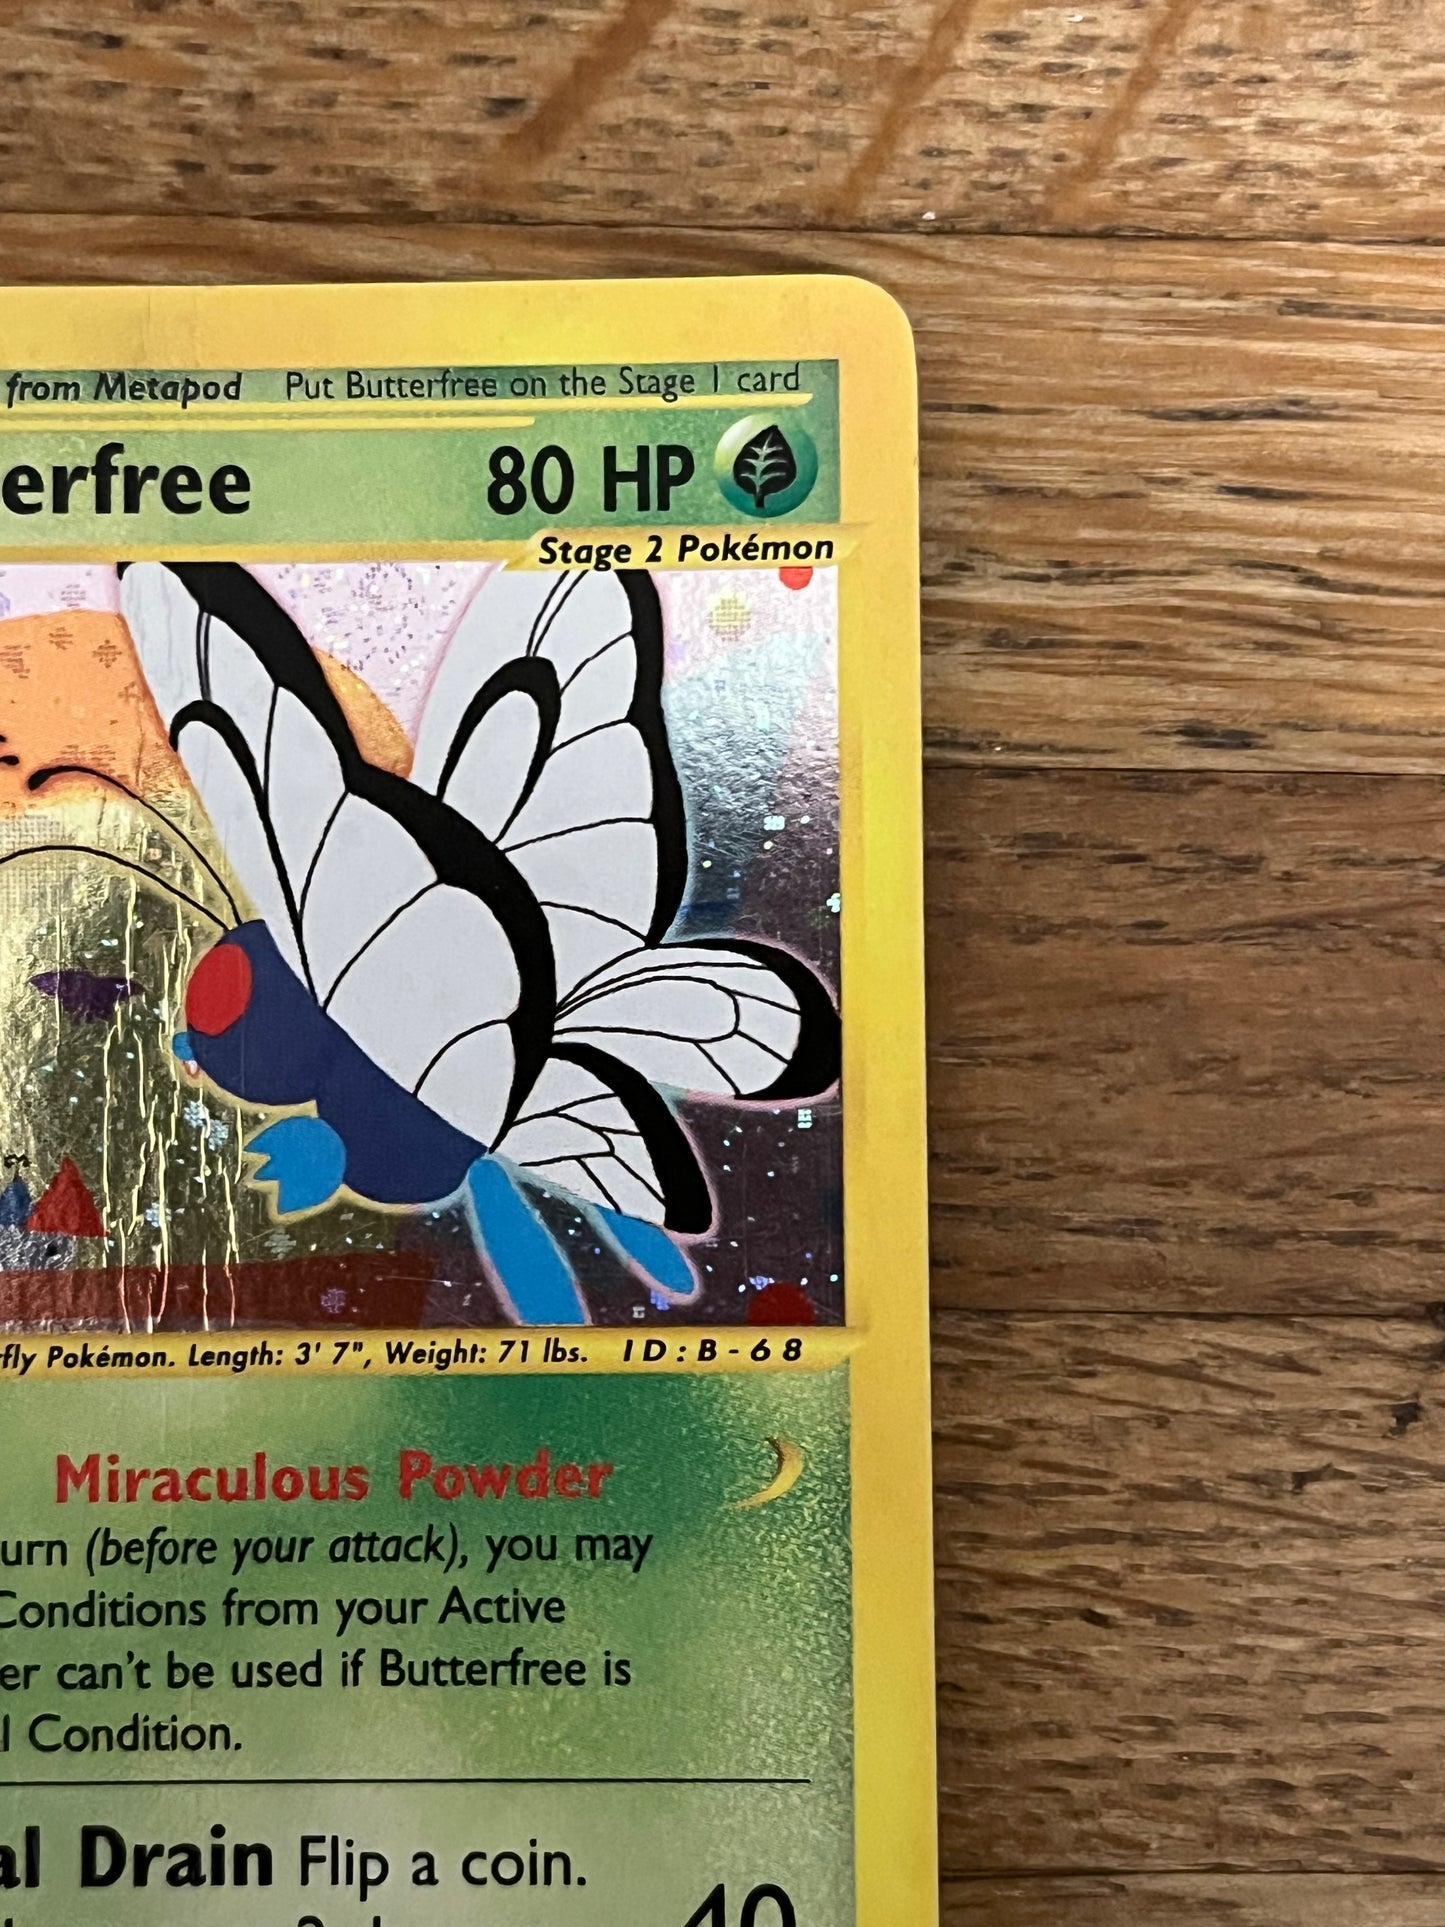 from Metapod Put Butterfree on the Stage 1 card
erfree 80 HP
Stage 2 Pokémon
fly Pokémon. Length: 3' 7", Weight: 71 lbs. ID:B-68
Miraculous Powder
urn (before your attack), you may
Conditions from your Active
er can't be used if Butterfree is
l Condition.
al Drain Flip a coin.
40